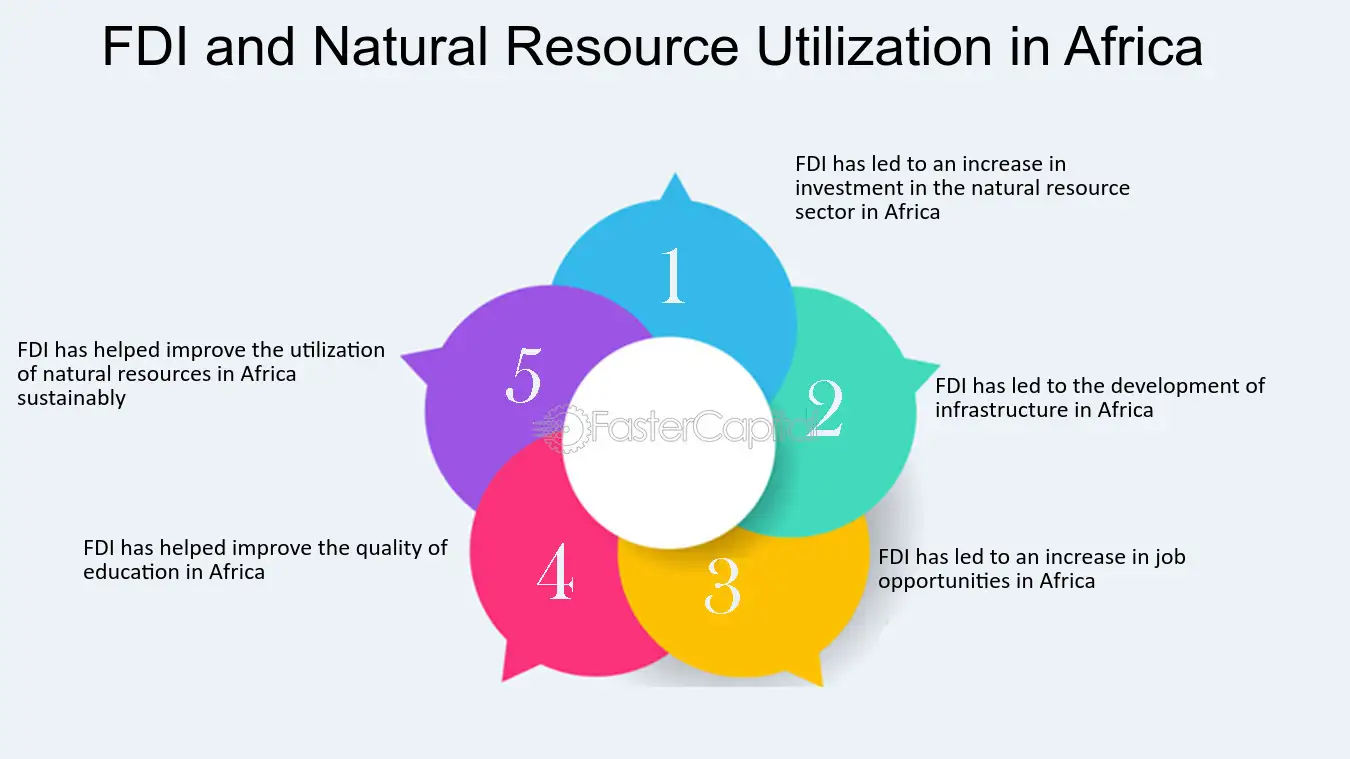 FDI and Natural Resource Utilization in Africa
FDI has led to an increase in
investment in the natural resource
sector in Africa
1
FDI has led to the development of
infrastructure in Africa
2
FDI has led to an increase in job
opportunities in Africa
3
FDI has helped improve the quality of
education in Africa
4
FDI has helped improve the utilization
of natural resources in Africa
sustainably
5
FasterCapital